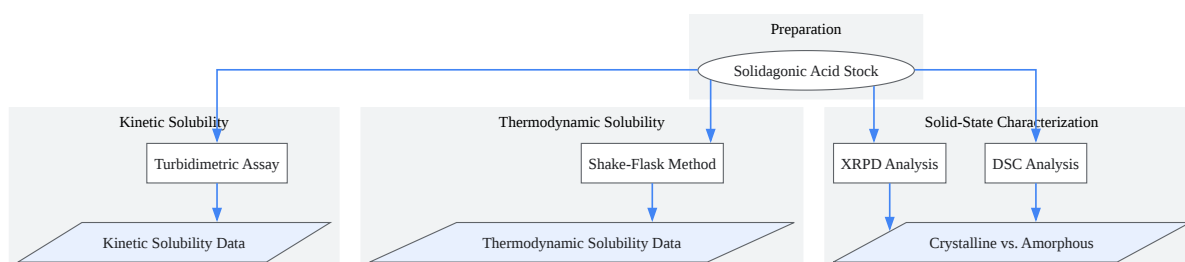 Preparation
Solidagonic Acid Stock
Kinetic Solubility
Thermodynamic Solubility
Solid-State Characterization
Turbidimetric Assay
Shake-Flask Method
XRPD Analysis
DSC Analysis
Kinetic Solubility Data
Thermodynamic Solubility Data
Crystalline vs. Amorphous